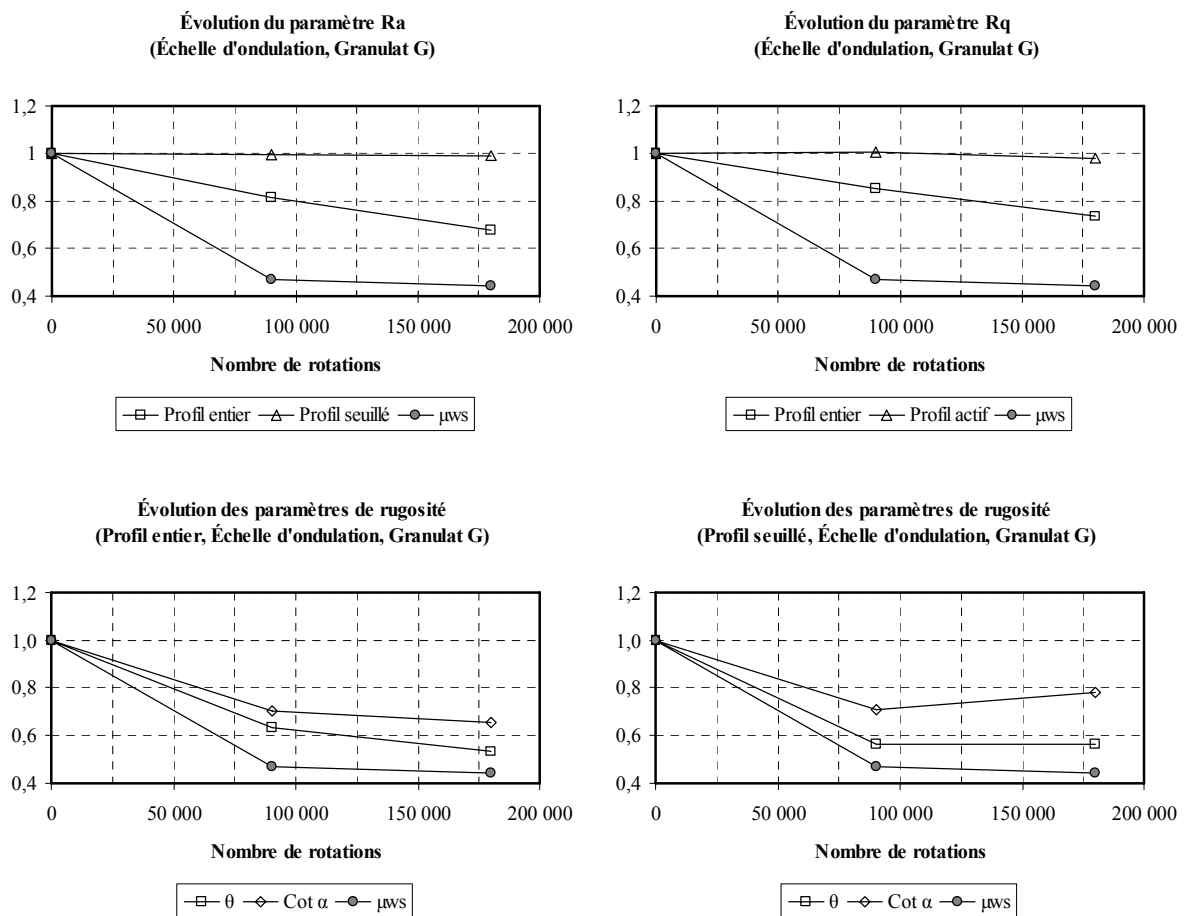 Évolution du paramètre Ra
(Échelle d'ondulation, Granulat G)
1,2
1
0,8
0,6
0,4
0 50 000 100 000 150 000 200 000
Nombre de rotations
Profil entier Profil seuillé μws
Évolution du paramètre Rq
(Échelle d'ondulation, Granulat G)
1,2
1
0,8
0,6
0,4
0 50 000 100 000 150 000 200 000
Nombre de rotations
Profil entier Profil actif μws
Évolution des paramètres de rugosité
(Profil entier, Échelle d'ondulation, Granulat G)
1,2
1,0
0,8
0,6
0,4
0 50 000 100 000 150 000 200 000
Nombre de rotations
θ Cot α μws
Évolution des paramètres de rugosité
(Profil seuillé, Échelle d'ondulation, Granulat G)
1,2
1,0
0,8
0,6
0,4
0 50 000 100 000 150 000 200 000
Nombre de rotations
θ Cot α μws